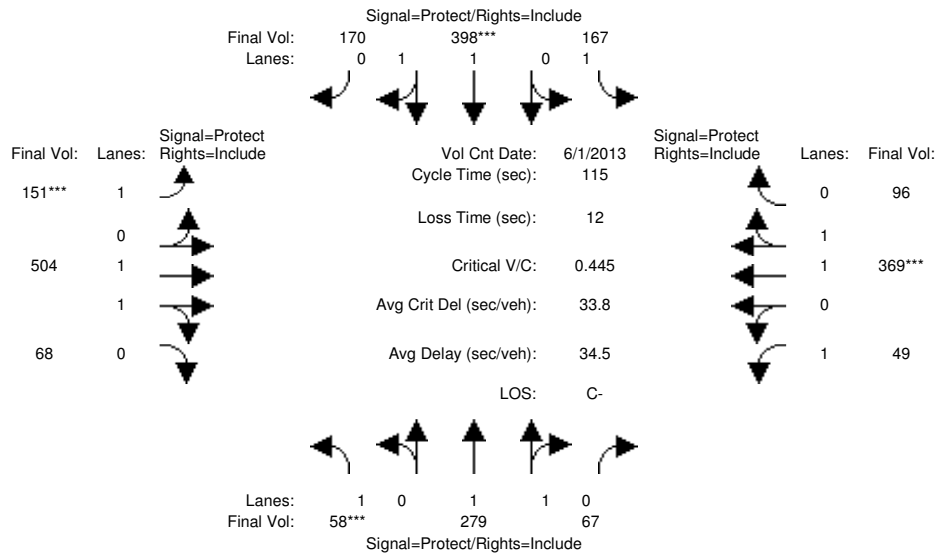 Signal=Protect/Rights=Include
Final Vol: 170 398*** 167
Lanes: 0 1 1 0 1
Signal=Protect
Final Vol: Lanes: Rights=Include
Vol Cnt Date: 6/1/2013
Signal=Protect
Rights=Include Lanes: Final Vol:
Cycle Time (sec): 115
151*** 1
0 96
Loss Time (sec): 12
0
1
504 1
Critical V/C: 0.445
1 369***
1
Avg Crit Del (sec/veh): 33.8
0
68 0
Avg Delay (sec/veh): 34.5
1 49
LOS: C-
Lanes: 1 0 1 1 0
Final Vol: 58*** 279 67
Signal=Protect/Rights=Include